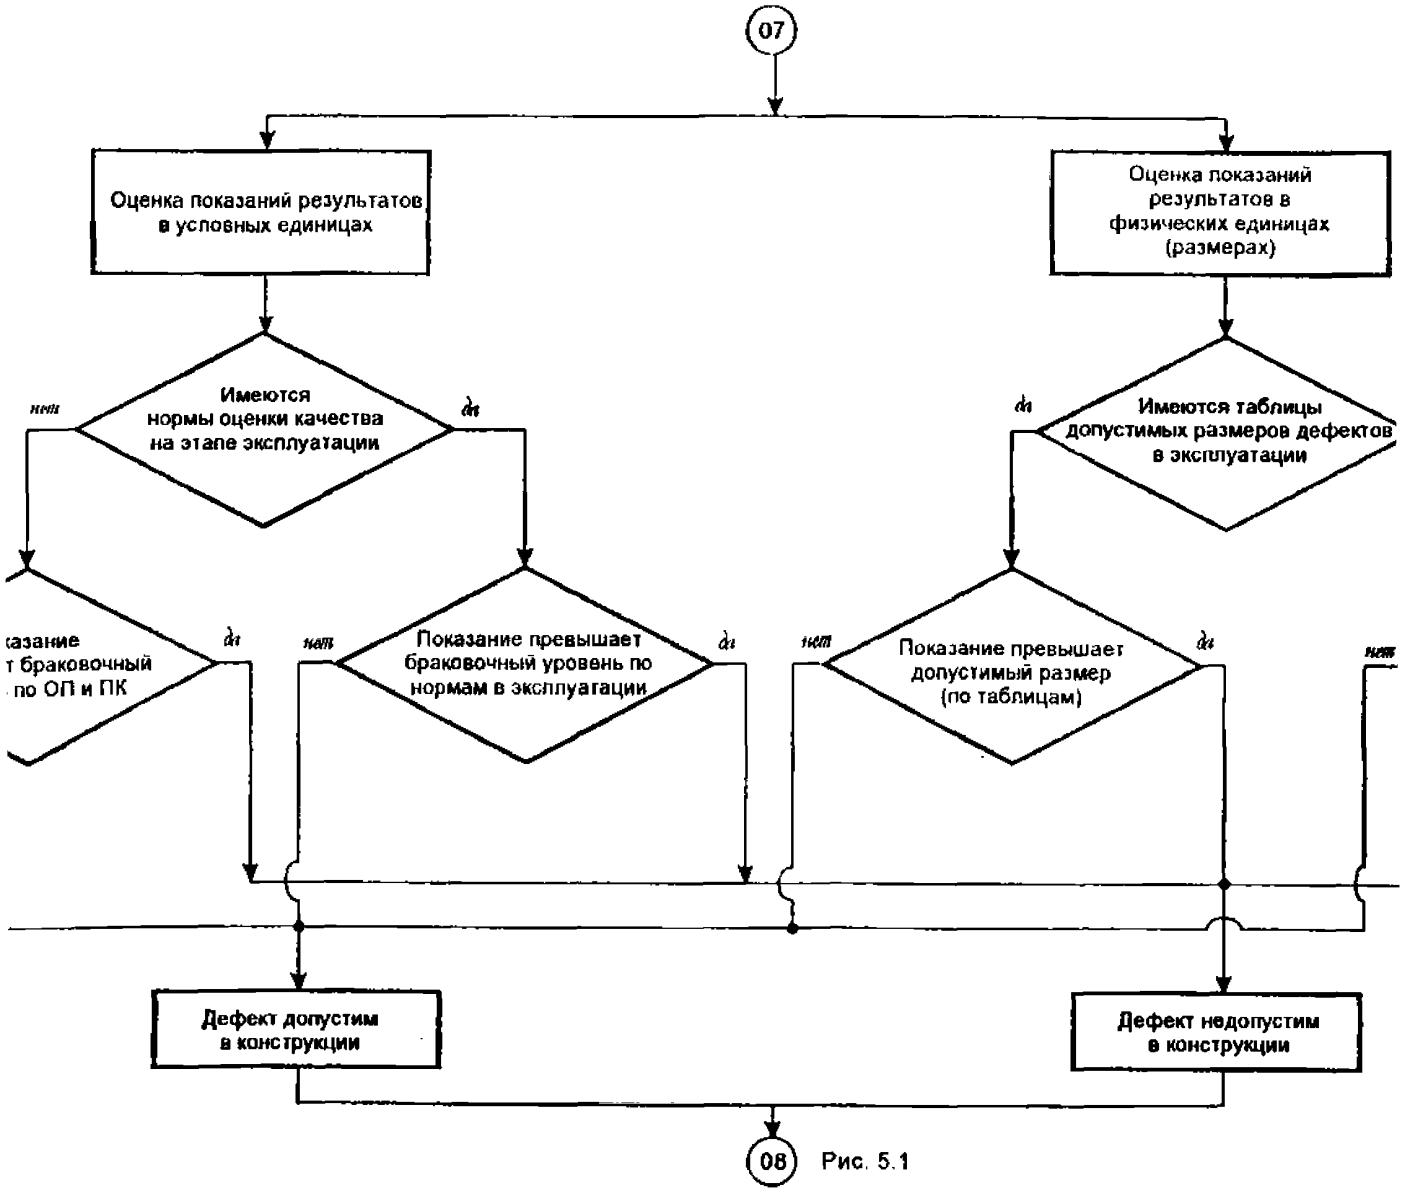 07
Оценка показаний результатов
в условных единицах
Оценка показаний
результатов в
физических единицах
(размерах)
Имеются
нормы оценки качества
на этапе эксплуатации
нет
да
Имеются таблицы
допустимых размеров дефектов
в эксплуатации
да
казание
т браковочный
по ОП и ПК
да
нет
Показание превышает
браковочный уровень по
нормам в эксплуатации
да
нет
Показание превышает
допустимый размер
(по таблицам)
да
нет
Дефект допустим
в конструкции
Дефект недопустим
в конструкции
08
Рис. 5.1